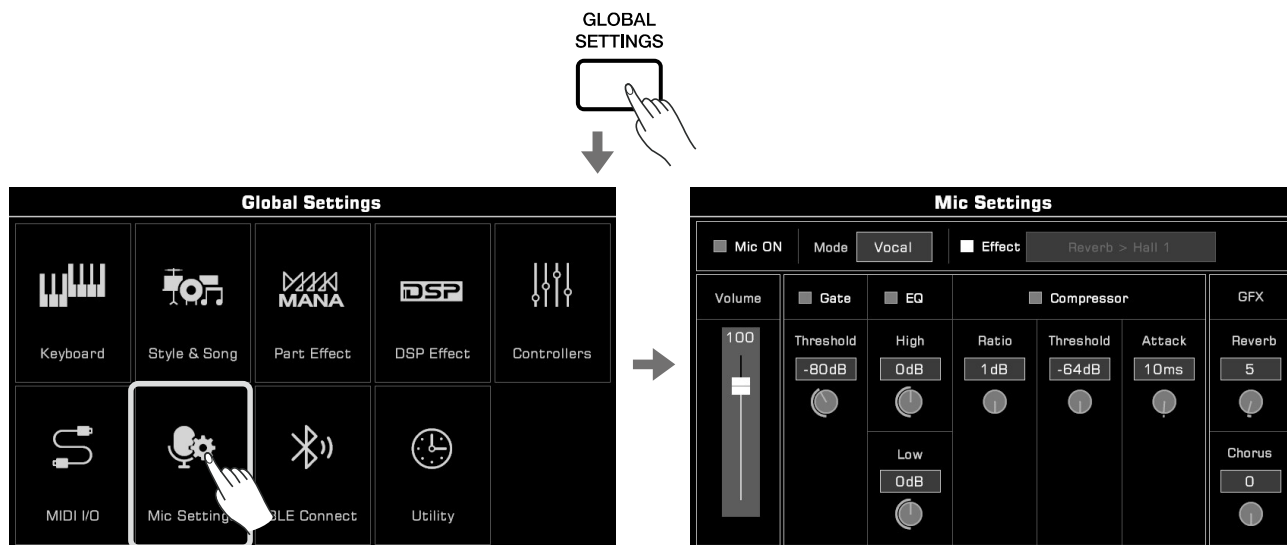 GLOBAL
SETTINGS
Global Settings
MANA
DSP
Keyboard
Style & Song
Part Effect
DSP Effect
Controllers
MIDI I/O
Mic Settings
BLE Connect
Utility
Mic Settings
Mic ON
Mode
Vocal
Effect
Reverb > Hall 1
Volume
Gate
EQ
Compressor
GFX
100
Threshold
High
Ratio
Threshold
Attack
Reverb
-80dB
0dB
1dB
-64dB
10ms
5
Low
Chorus
0dB
0